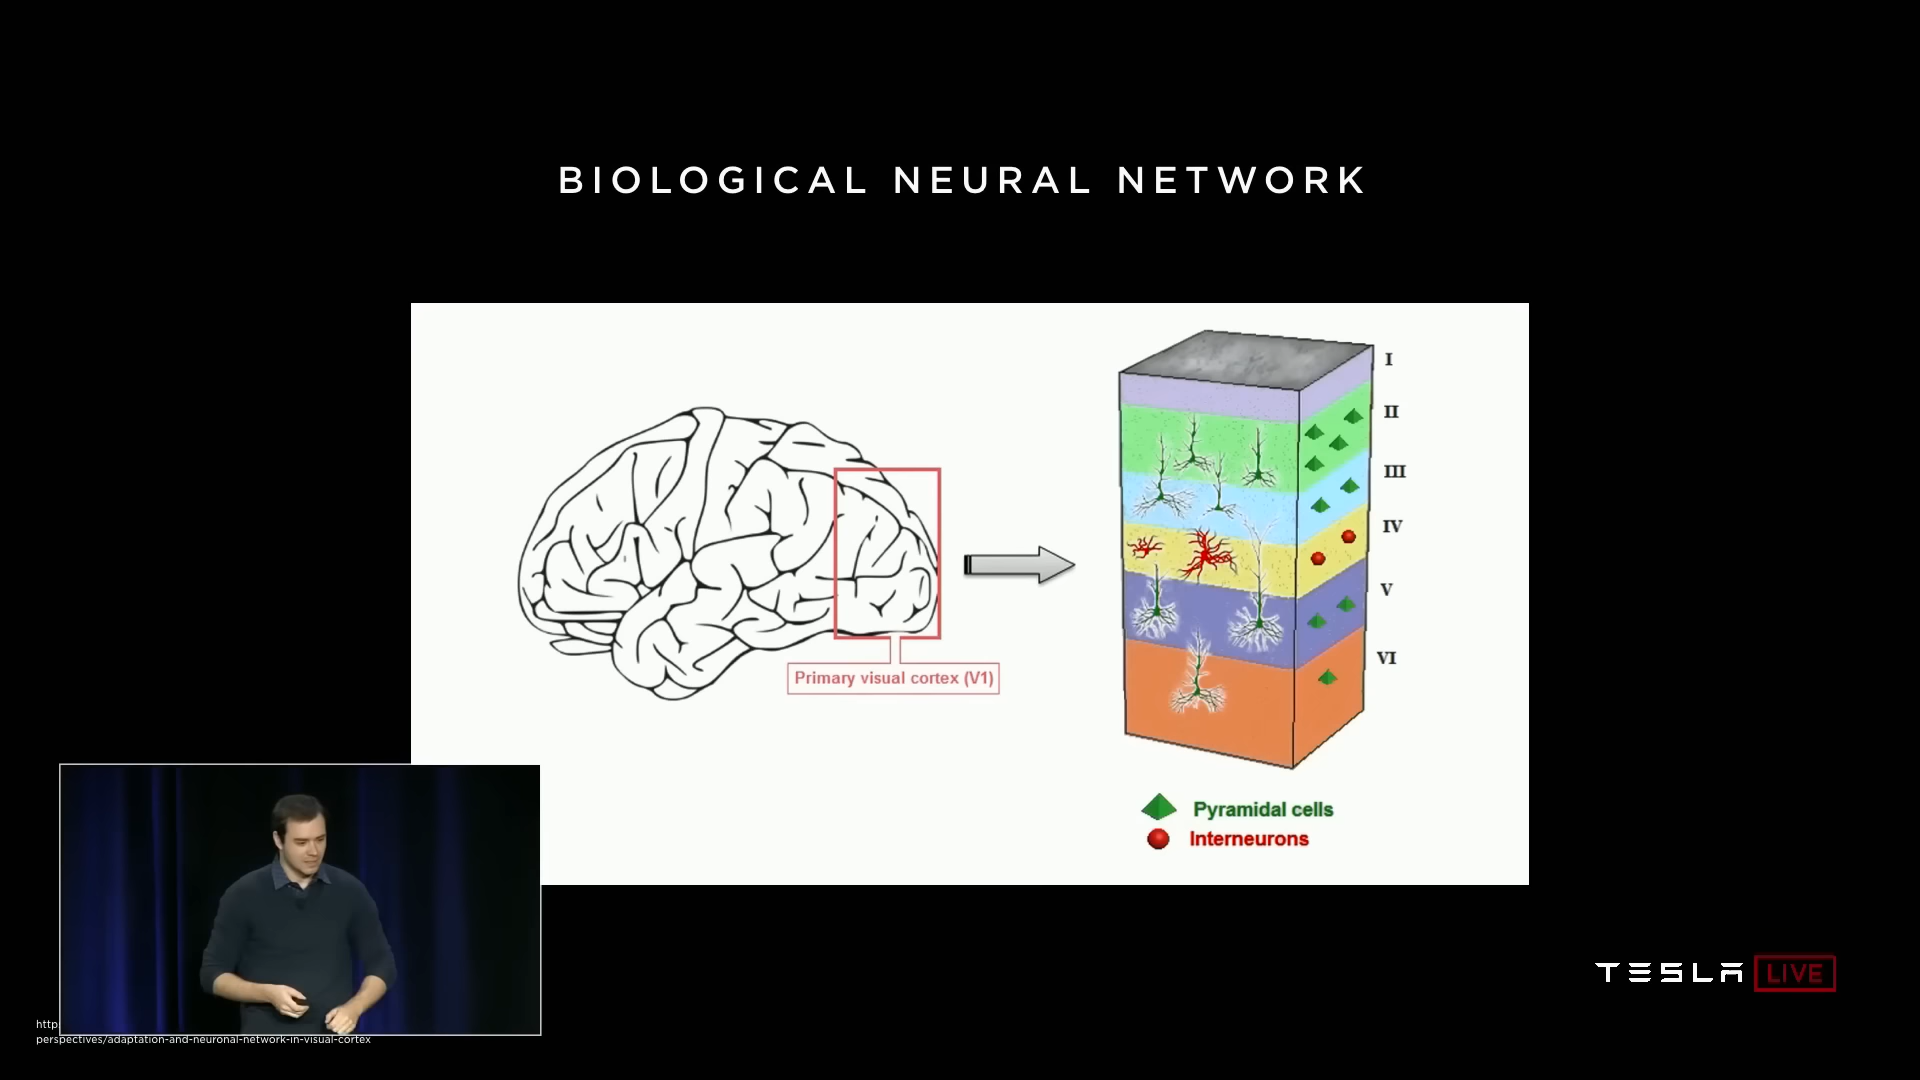 BIOLOGICAL NEURAL NETWORK
I
II
III
IV
V
VI
Primary visual cortex (V1)
Pyramidal cells
Interneurons
TESLA LIVE
http
perspectives/adaptation-and-neuronal-network-in-visual-cortex